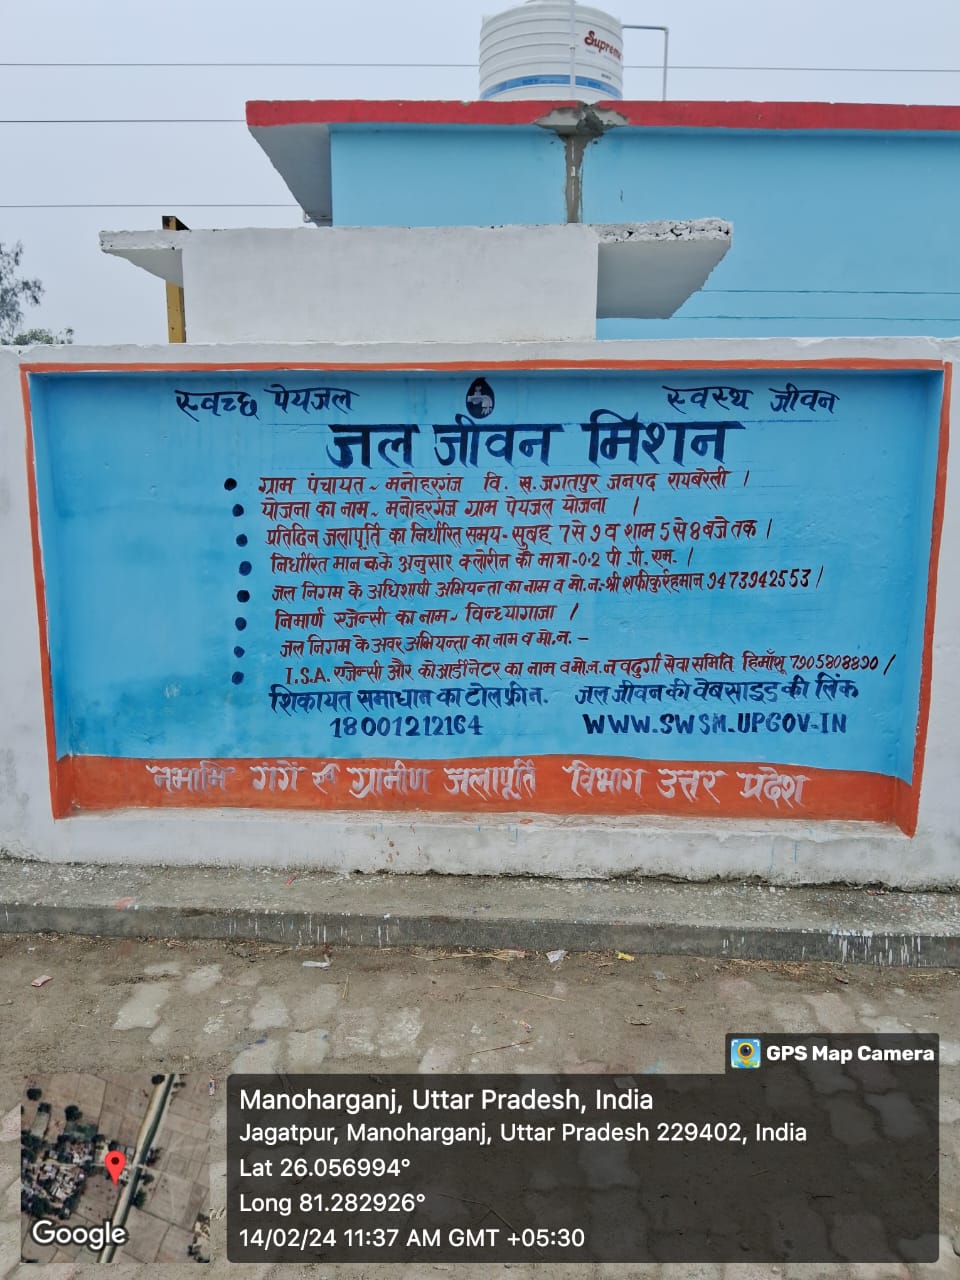 Supreme
स्वच्छ पेयजल स्वस्थ जीवन
जल जीवन मिशन
ग्राम पंचायत ~ मनोहरगंज वि. स. जगतपुर जनपद रायबरेली ।
योजना का नाम ~ मनोहरगंज ग्राम पेयजल योजना ।
प्रतिदिन जलापूर्ति का निर्धारित समय - सुबह 7 से 9 व शाम 5 से 8 बजे तक ।
निर्धारित मानकके अनुसार क्लोरीन की मात्रा - 0.2 पी .पी. एम. ।
जल निगम के अधिशाषी अभियन्ता का नाम व मो.न.- श्री शफीकुर्रहमान 9473942553 /
निमार्ण एजेन्सी का नाम ~ विन्ध्यागाजा ।
जल निगम के अवर अभियन्ता का नाम व मो.न. -
I.S.A. एजेन्सी और कोआर्डीनेटर का नाम व मो.न. नवदुर्गा सेवा समिति हिमाँसू 7905808890 /
शिकायत समाधान का टोल फ्री न. जल जीवन की वेबसाइड की लिंक
18001212164 WWW.SWSM.UPGOV-IN
नमामि गंगे एवं ग्रामीण जलापूर्ति विभाग उत्तर प्रदेश
GPS Map Camera
Manoharganj, Uttar Pradesh, India
Jagatpur, Manoharganj, Uttar Pradesh 229402, India
Lat 26.056994°
Long 81.282926°
14/02/24 11:37 AM GMT +05:30
Google